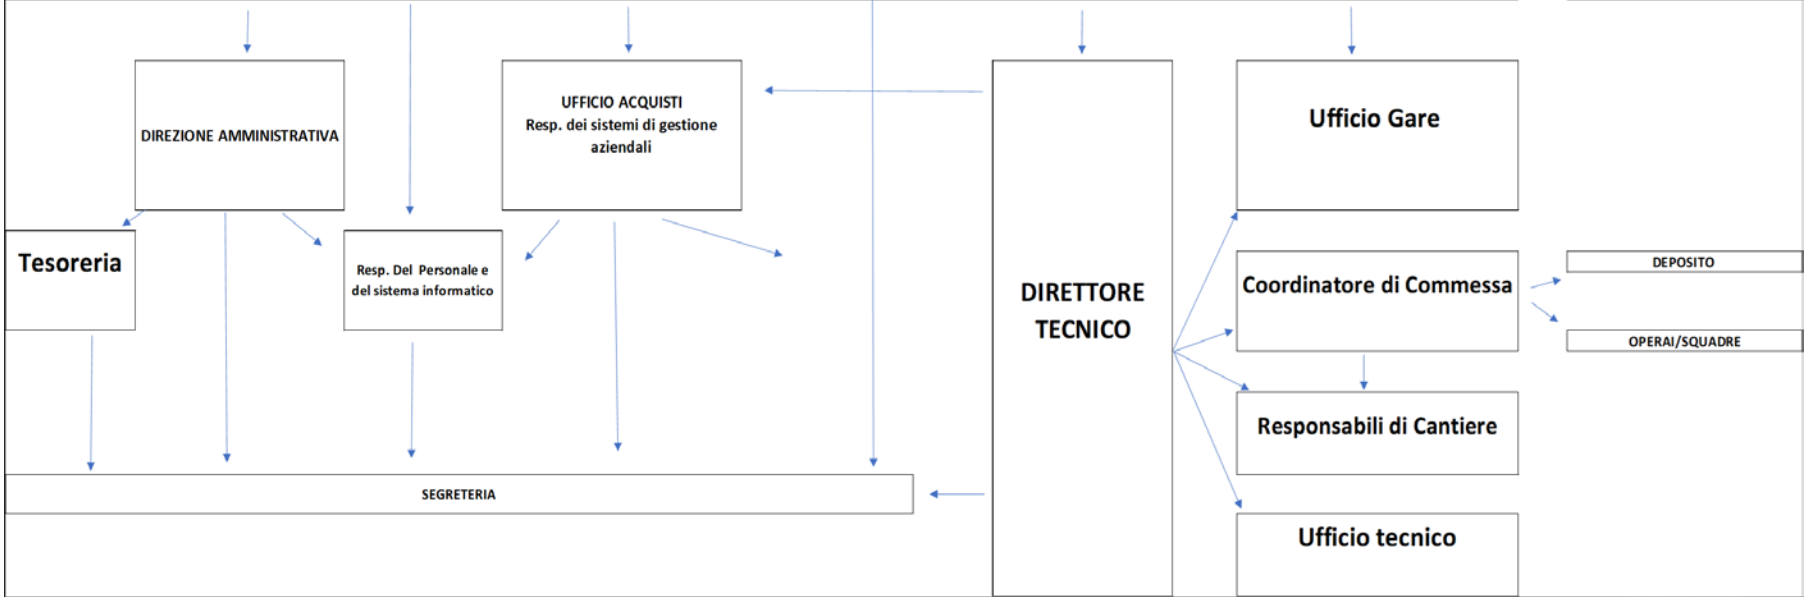 DIREZIONE AMMINISTRATIVA
UFFICIO ACQUISTI
Resp. dei sistemi di gestione
aziendali
Ufficio Gare
Tesoreria
Resp. Del Personale e
del sistema informatico
DIRETTORE
TECNICO
Coordinatore di Commessa
DEPOSITO
OPERAI/SQUADRE
Responsabili di Cantiere
SEGRETERIA
Ufficio tecnico